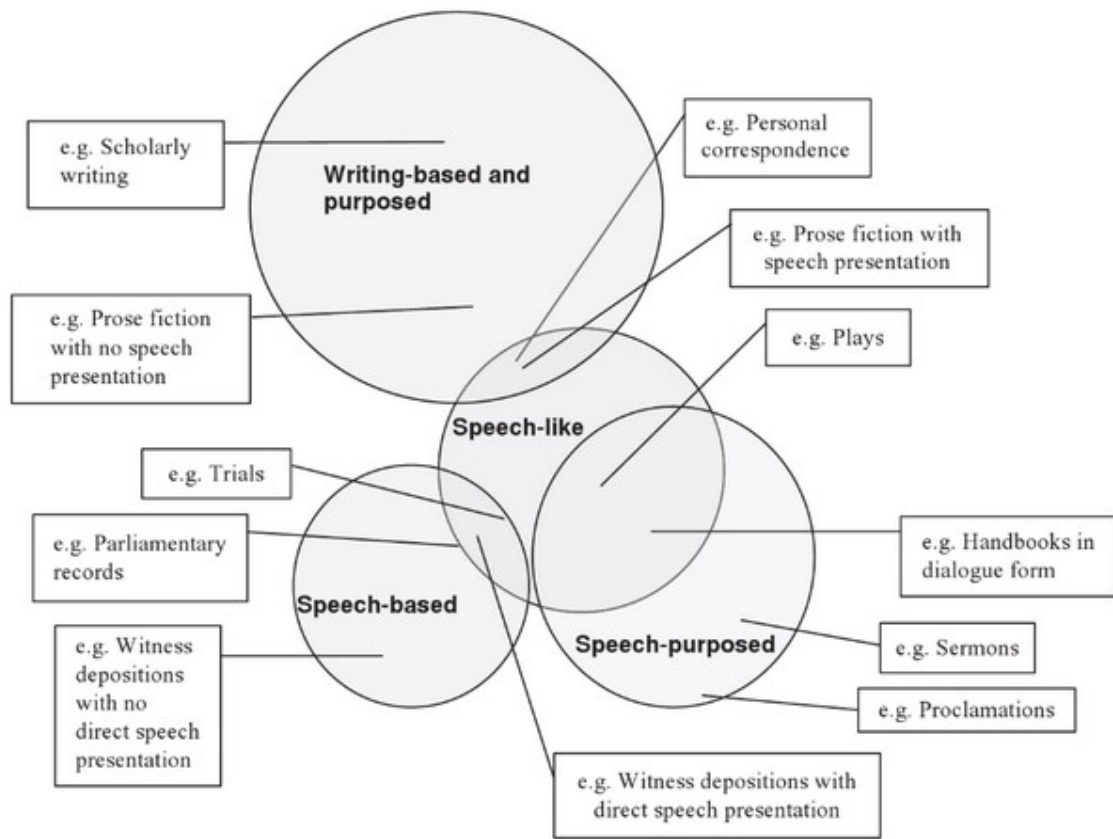 e.g. Personal
correspondence
e.g. Scholarly
writing
Writing-based and
purposed
e.g. Prose fiction with
speech presentation
e.g. Prose fiction
with no speech
presentation
e.g. Plays
Speech-like
e.g. Trials
e.g. Parliamentary
records
e.g. Handbooks in
dialogue form
Speech-based
Speech-purposed
e.g. Witness
depositions
with no
direct speech
presentation
e.g. Sermons
e.g. Proclamations
e.g. Witness depositions with
direct speech presentation